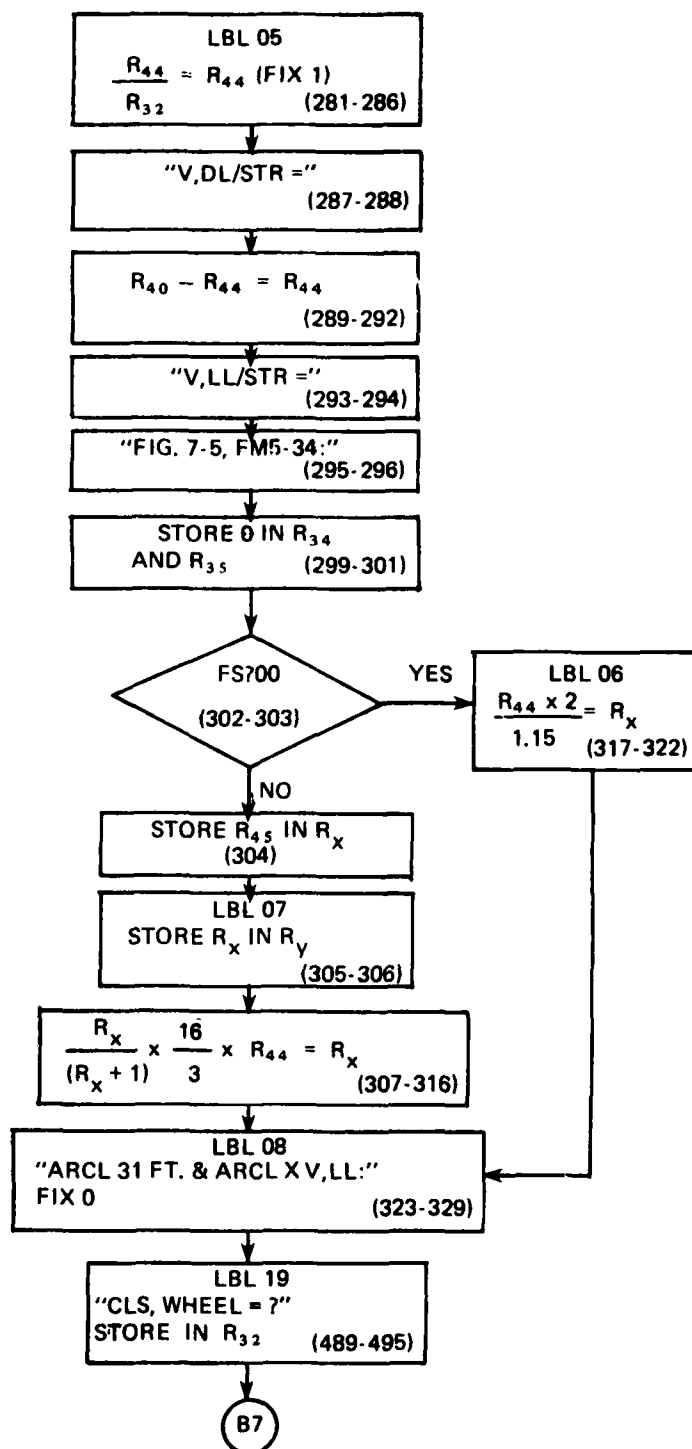 LBL 05
R44 / R32 = R44 (FIX 1)
(281-286)
"V,DL/STR ="
(287-288)
R40 – R44 = R44
(289-292)
"V,LL/STR ="
(293-294)
"FIG. 7-5, FM5-34:"
(295-296)
STORE 0 IN R34
AND R35 (299-301)
FS?00
(302-303)
YES
LBL 06
R44 x 2 / 1.15 = Rx
(317-322)
NO
STORE R45 IN Rx
(304)
LBL 07
STORE Rx IN Ry
(305-306)
Rx / (Rx + 1) x 16 / 3 x R44 = Rx
(307-316)
LBL 08
"ARCL 31 FT. & ARCL X V,LL:"
FIX 0
(323-329)
LBL 19
"CLS, WHEEL = ?"
STORE IN R32 (489-495)
B7